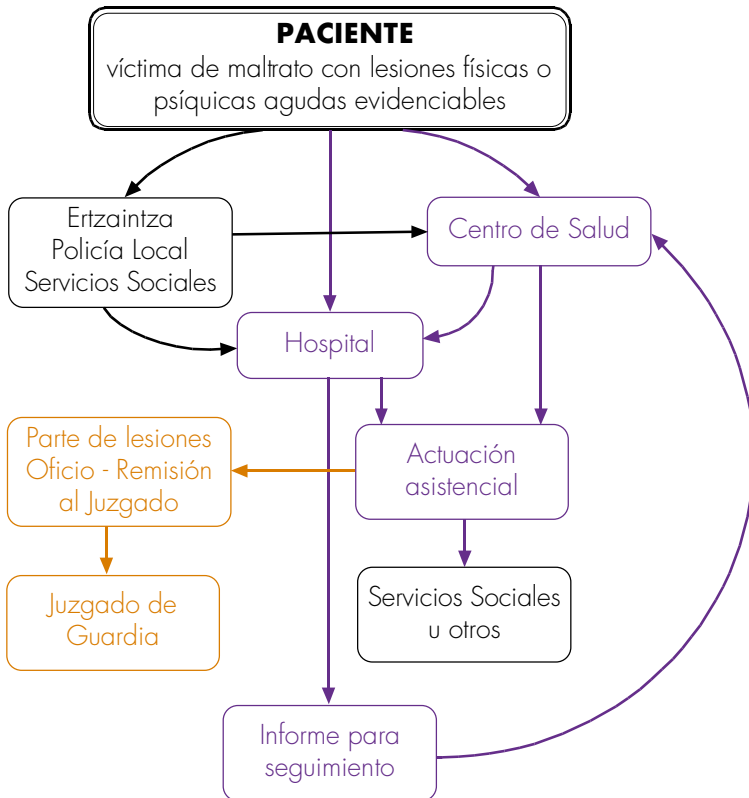 PACIENTE
víctima de maltrato con lesiones físicas o
psíquicas agudas evidenciables
Ertzaintza
Policía Local
Servicios Sociales
Centro de Salud
Hospital
Parte de lesiones
Oficio - Remisión
al Juzgado
Actuación
asistencial
Juzgado de
Guardia
Servicios Sociales
u otros
Informe para
seguimiento